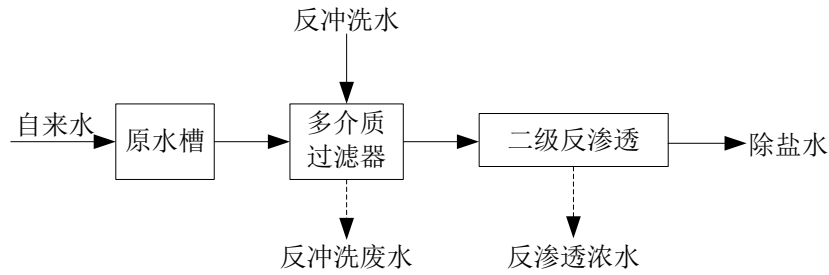 反冲洗水
自来水
原水槽
多介质
过滤器
二级反渗透
除盐水
反冲洗废水
反渗透浓水